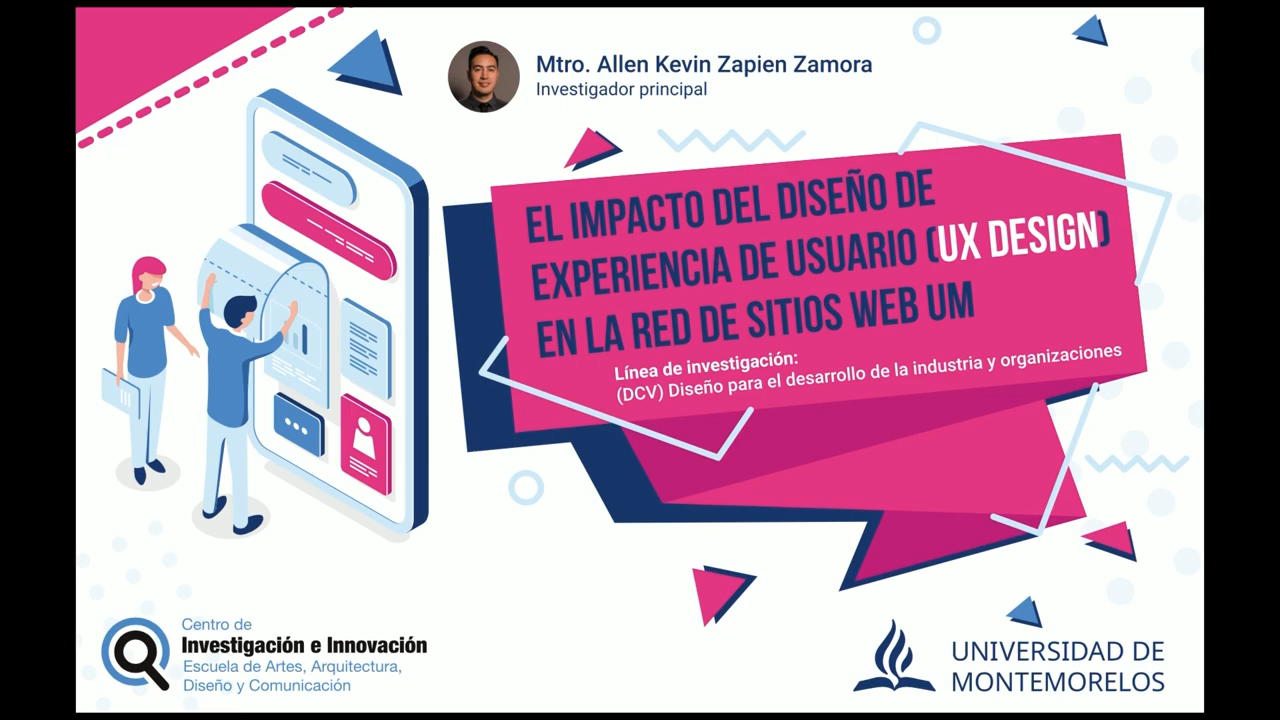 Mtro. Allen Kevin Zapien Zamora
Investigador principal
EL IMPACTO DEL DISEÑO DE
EXPERIENCIA DE USUARIO (UX DESIGN)
EN LA RED DE SITIOS WEB UM
Línea de investigación:
(DCV) Diseño para el desarrollo de la industria y organizaciones
Centro de
Investigación e Innovación
Escuela de Artes, Arquitectura,
Diseño y Comunicación
UNIVERSIDAD DE
MONTEMORELOS